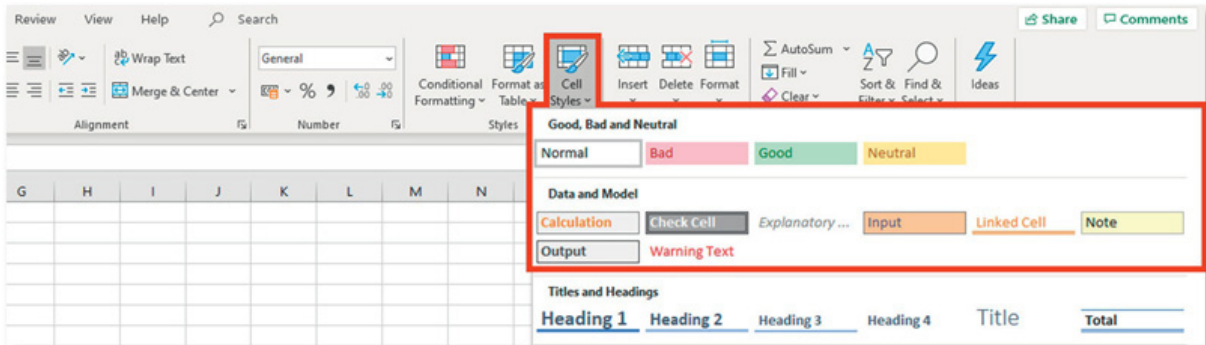 Review View Help Search Share Comments
Wrap Text General AutoSum
Conditional Format as Cell Insert Delete Format Fill Sort & Find & Ideas
Merge & Center % 9 Formatting Table Styles Clear Filter Select
Alignment Number Styles
Good, Bad and Neutral
Normal Bad Good Neutral
G H I J K L M N
Data and Model
Calculation Check Cell Explanatory ... Input Linked Cell Note
Output Warning Text
Titles and Headings
Heading 1 Heading 2 Heading 3 Heading 4 Title Total